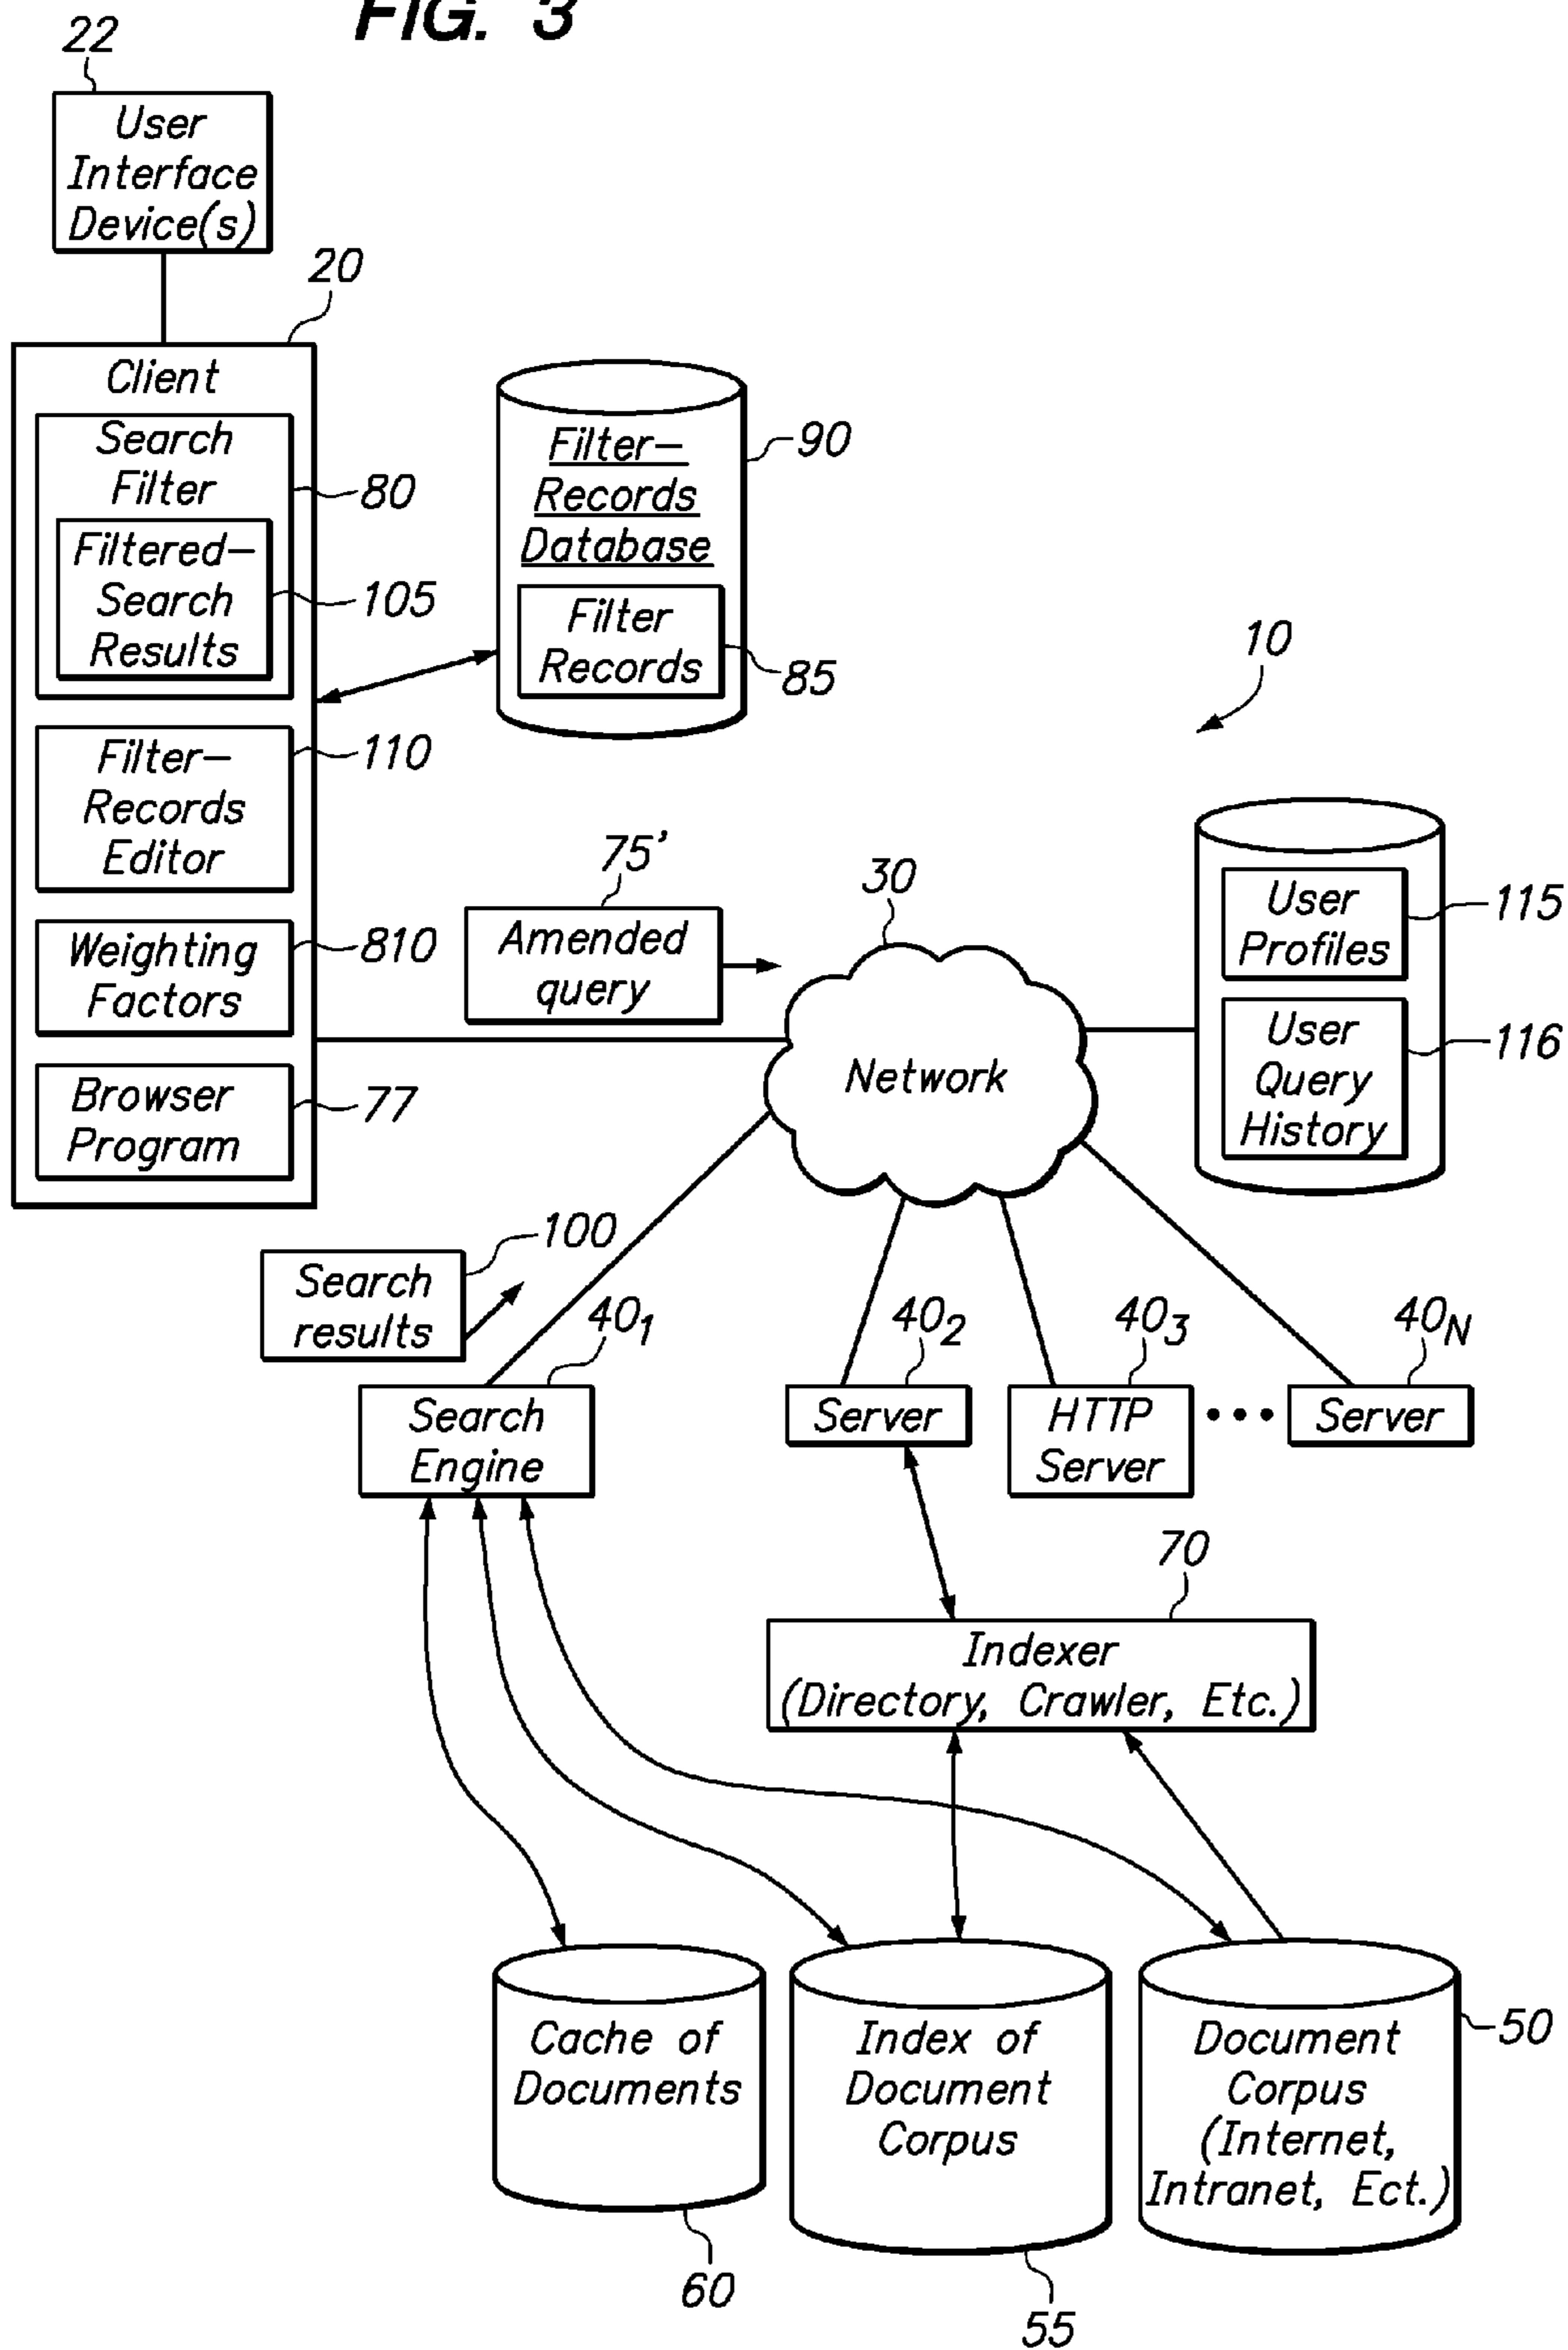 FIG. 3
22
User
Interface
Device(s)
20
Client
Search
Filter
80
Filtered–
Search
Results
105
Filter–
Records
Editor
110
Weighting
Factors
810
Browser
Program
77
Filter–
Records
Database
90
Filter
Records
85
10
75'
Amended
query
30
Network
User
Profiles
115
User
Query
History
116
100
Search
results
40₁
Search
Engine
40₂
Server
40₃
HTTP
Server
•••
40N
Server
70
Indexer
(Directory, Crawler, Etc.)
Cache of
Documents
60
Index of
Document
Corpus
55
Document
Corpus
(Internet,
Intranet, Ect.)
50